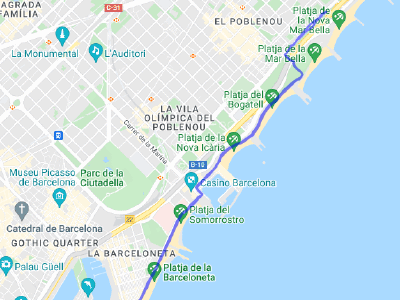 SAGRADA
FAMÍLIA
C-31
La Monumental
L'Auditori
EL POBLENOU
Platja de
la Nova
Mar Bella
Platja de la
Mar Bella
Platja del
Bogatell
LA VILA
OLÍMPICA DEL
POBLENOU
Carrer de la Marina
Platja de la
Nova Icària
B-10
Parc de la
Ciutadella
Museu Picasso
de Barcelona
Casino Barcelona
32
Catedral de
Barcelona
Platja del
Somorrostro
GOTHIC QUARTER
LA BARCELONETA
Palau Güell
Platja de la
Barceloneta